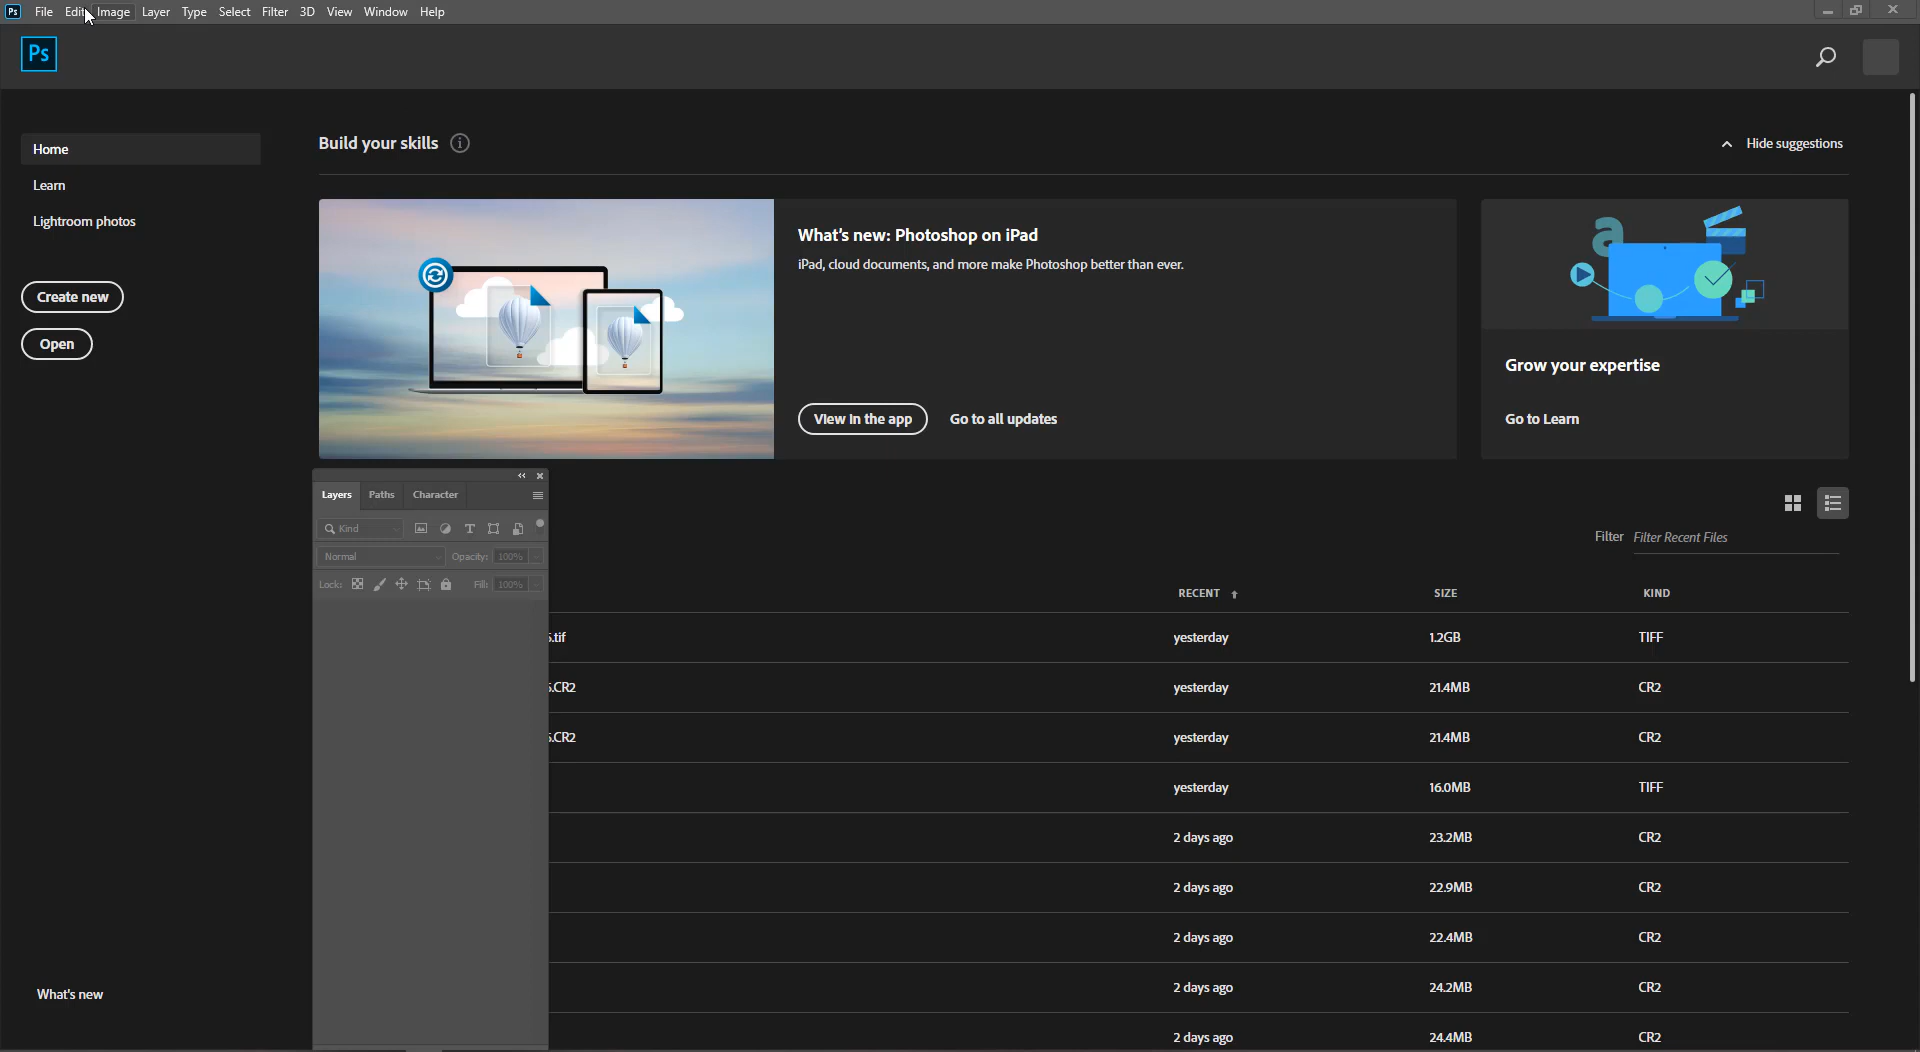 Ps File Edit Image Layer Type Select Filter 3D View Window Help
Ps
Home
Learn
Lightroom photos
Create new
Open
What's new
Build your skills
Hide suggestions
What's new: Photoshop on iPad
iPad, cloud documents, and more make Photoshop better than ever.
View in the app Go to all updates
a
Grow your expertise
Go to Learn
Layers Paths Character
Kind
Normal Opacity: 100%
Lock: Fill: 100%
Filter Filter Recent Files
RECENT SIZE KIND
.tif yesterday 1.2GB TIFF
.CR2 yesterday 21.4MB CR2
.CR2 yesterday 21.4MB CR2
yesterday 16.0MB TIFF
2 days ago 23.2MB CR2
2 days ago 22.9MB CR2
2 days ago 22.4MB CR2
2 days ago 24.2MB CR2
2 days ago 24.4MB CR2